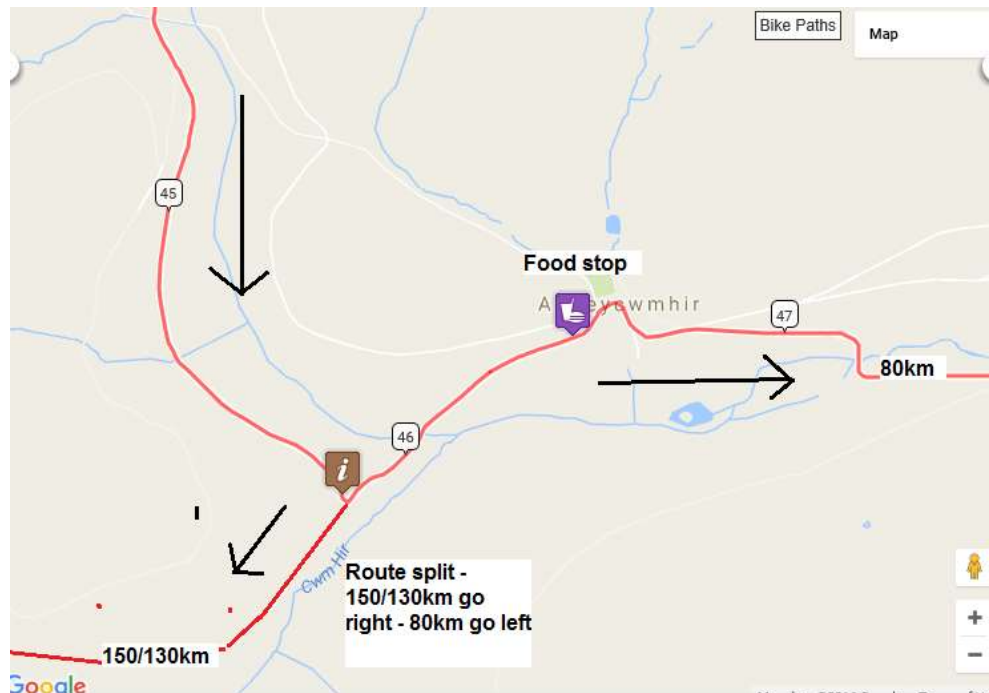 Bike Paths
Map
45
Food stop
47
80km
46
i
Cwm Hir
Route split -
150/130km go
right - 80km go left
150/130km
+
-
Google